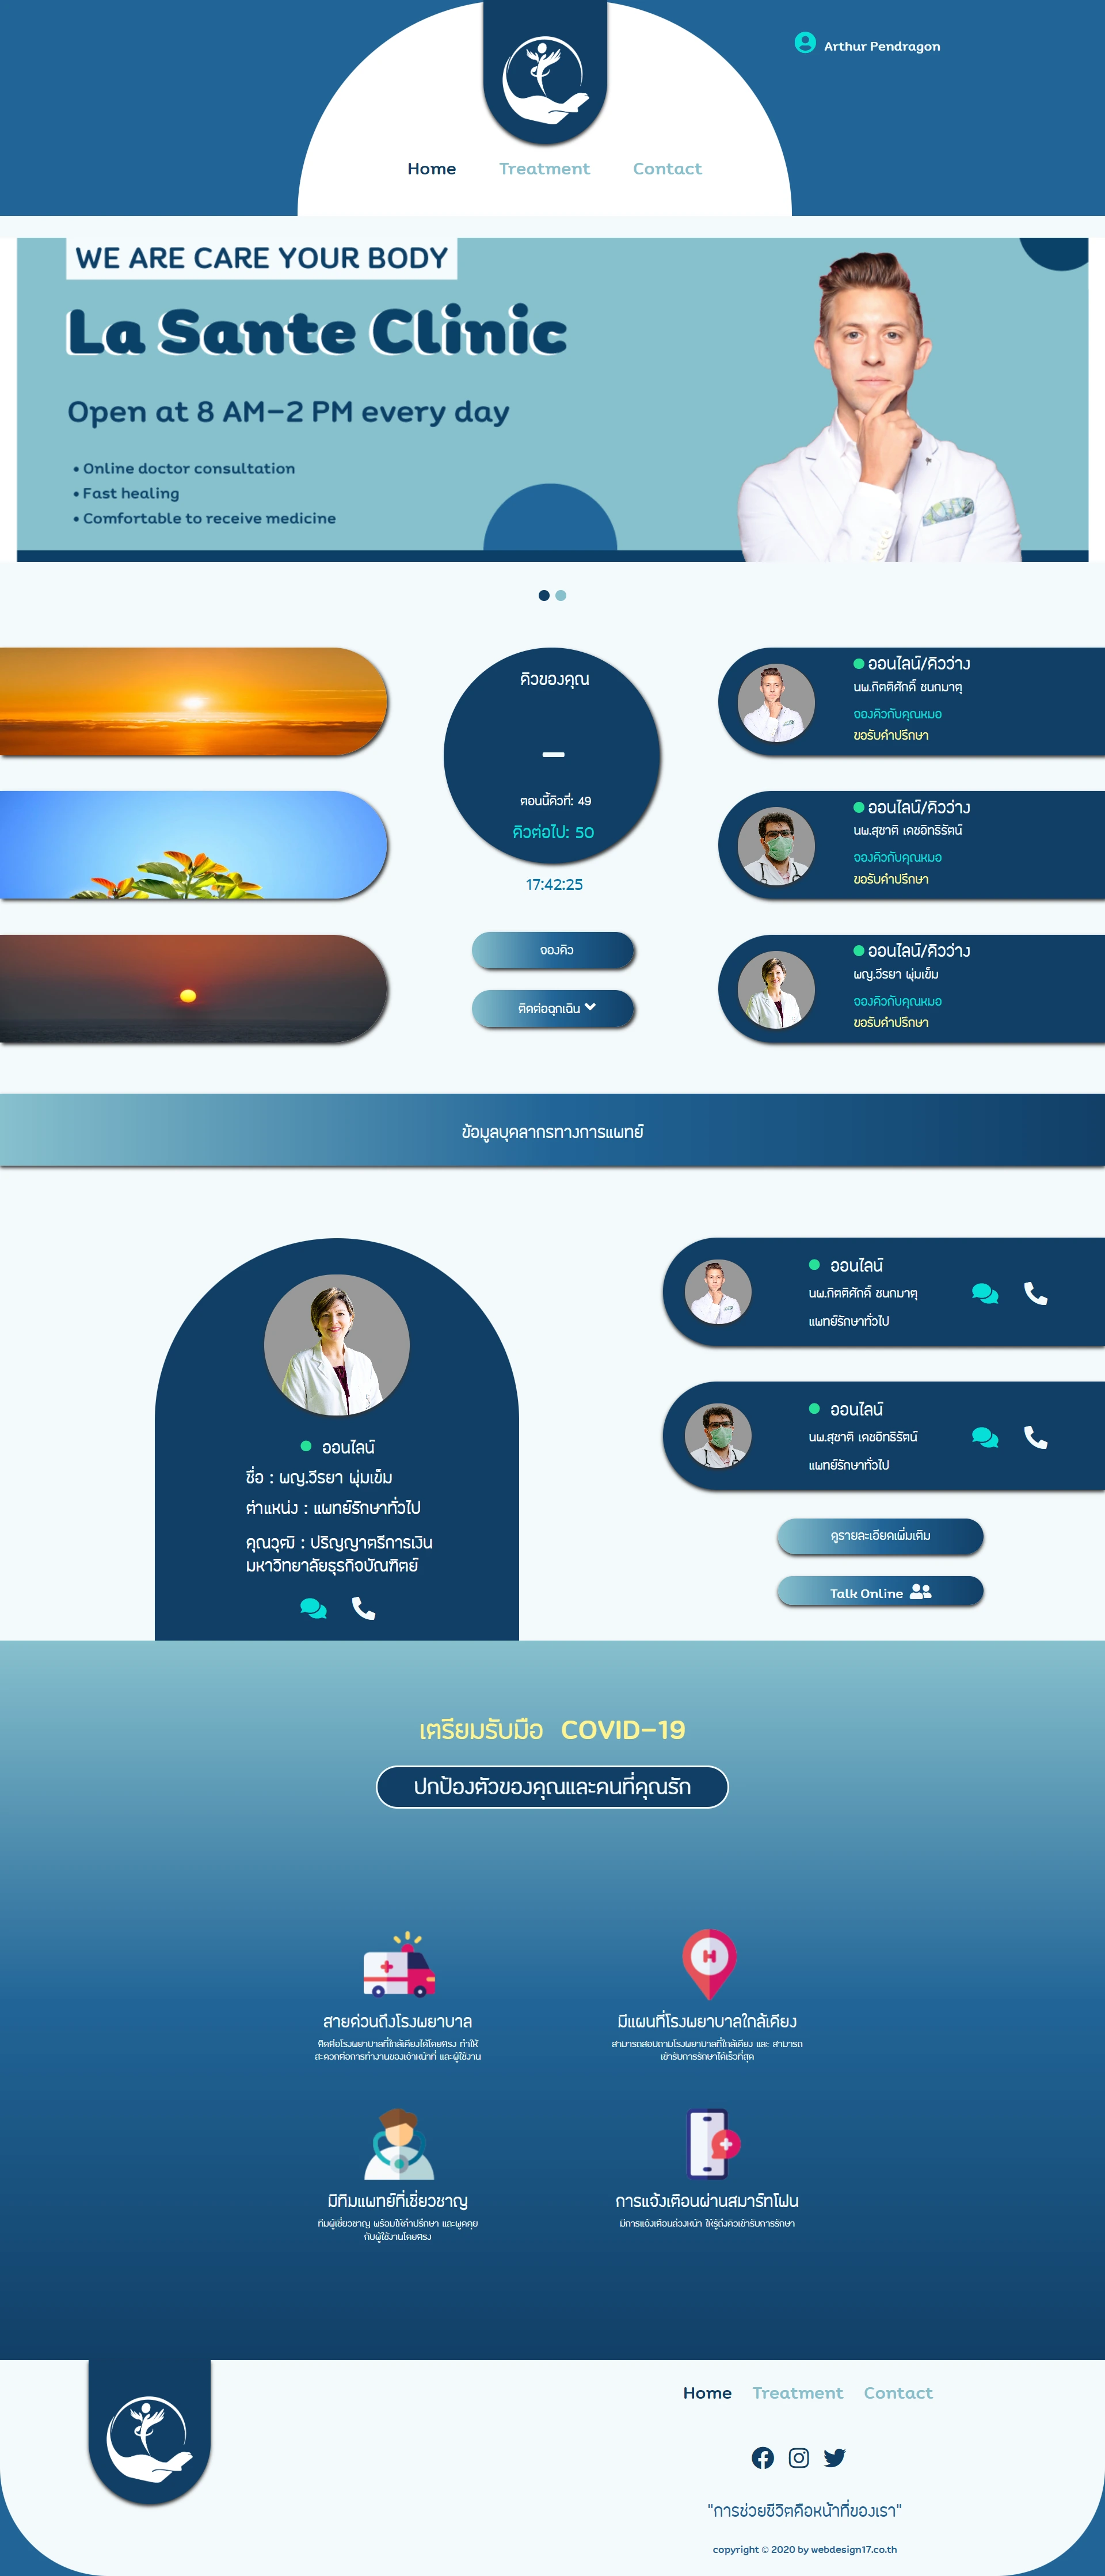 Arthur Pendragon
Home Treatment Contact
WE ARE CARE YOUR BODY
La Sante Clinic
Open at 8 AM–2 PM every day
• Online doctor consultation
• Fast healing
• Comfortable to receive medicine
คิวของคุณ
–
ตอนนี้คิวที่: 49
คิวต่อไป: 50
17:42:25
จองคิว
ติดต่อฉุกเฉิน
ออนไลน์/คิวว่าง
นพ.กิตติศักดิ์ ชนกมาตุ
จองคิวกับคุณหมอ
ขอรับคำปรึกษา
ออนไลน์/คิวว่าง
นพ.สุชาติ เดชอิทธิรัตน์
จองคิวกับคุณหมอ
ขอรับคำปรึกษา
ออนไลน์/คิวว่าง
พญ.วีรยา พุ่มเข็ม
จองคิวกับคุณหมอ
ขอรับคำปรึกษา
ข้อมูลบุคลากรทางการแพทย์
ออนไลน์
ชื่อ : พญ.วีรยา พุ่มเข็ม
ตำแหน่ง : แพทย์รักษาทั่วไป
คุณวุฒิ : ปริญญาตรีการเงิน
มหาวิทยาลัยธุรกิจบัณฑิตย์
ออนไลน์
นพ.กิตติศักดิ์ ชนกมาตุ
แพทย์รักษาทั่วไป
ออนไลน์
นพ.สุชาติ เดชอิทธิรัตน์
แพทย์รักษาทั่วไป
ดูรายละเอียดเพิ่มเติม
Talk Online
เตรียมรับมือ COVID–19
ปกป้องตัวของคุณและคนที่คุณรัก
สายด่วนถึงโรงพยาบาล
ติดต่อโรงพยาบาลที่ใกล้เคียงได้โดยตรง ทำให้
สะดวกต่อการทำงานของเจ้าหน้าที่ และผู้ใช้งาน
มีแผนที่โรงพยาบาลใกล้เคียง
สามารถสอบถามโรงพยาบาลที่ใกล้เคียง และ สามารถ
เข้ารับการรักษาได้เร็วที่สุด
มีทีมแพทย์ที่เชี่ยวชาญ
ทีมผู้เชี่ยวชาญ พร้อมให้คำปรึกษา และพูดคุย
กับผู้ใช้งานโดยตรง
การแจ้งเตือนผ่านสมาร์ทโฟน
มีการแจ้งเตือนล่วงหน้า ให้รู้ถึงคิวเข้ารับการรักษา
Home Treatment Contact
"การช่วยชีวิตคือหน้าที่ของเรา"
copyright © 2020 by webdesign17.co.th